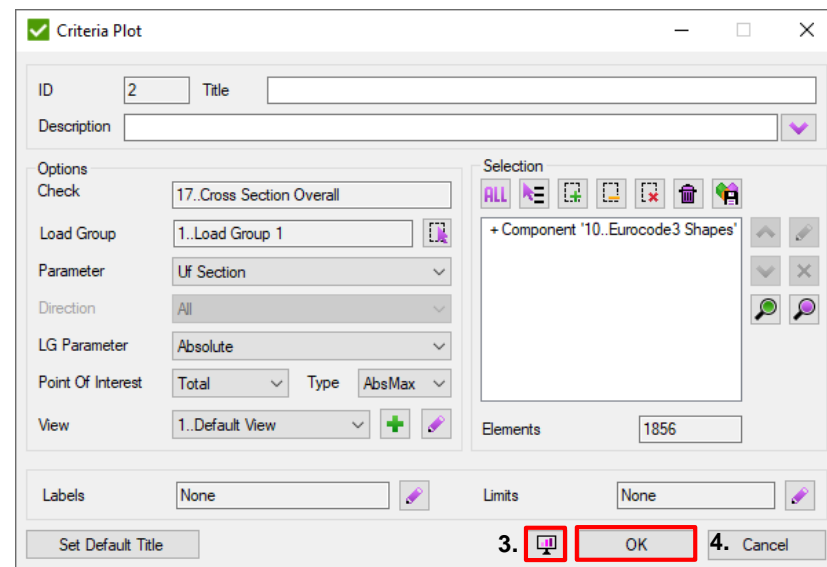 Criteria Plot
ID 2 Title
Description
Options
Check 17..Cross Section Overall
Load Group 1..Load Group 1
Parameter Uf Section
Direction All
LG Parameter Absolute
Point Of Interest Total Type AbsMax
View 1..Default View
Selection
ALL
+ Component '10..Eurocode3 Shapes'
Elements 1856
Labels None Limits None
Set Default Title 3. OK 4. Cancel